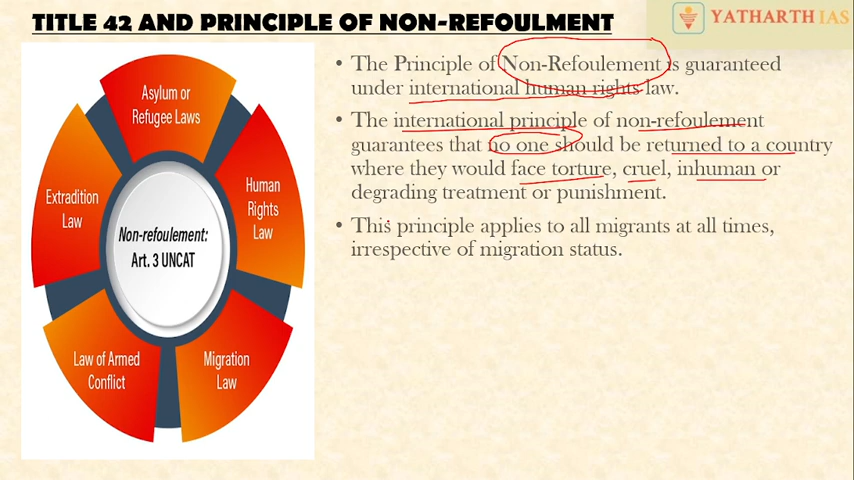 TITLE 42 AND PRINCIPLE OF NON-REFOULMENT
YATHARTH IAS
Asylum or
Refugee Laws
Extradition
Law
Human
Rights
Law
Non-refoulement:
Art. 3 UNCAT
Law of Armed
Conflict
Migration
Law
• The Principle of Non-Refoulement is guaranteed
under international human rights law.
• The international principle of non-refoulement
guarantees that no one should be returned to a country
where they would face torture, cruel, inhuman or
degrading treatment or punishment.
• This principle applies to all migrants at all times,
irrespective of migration status.